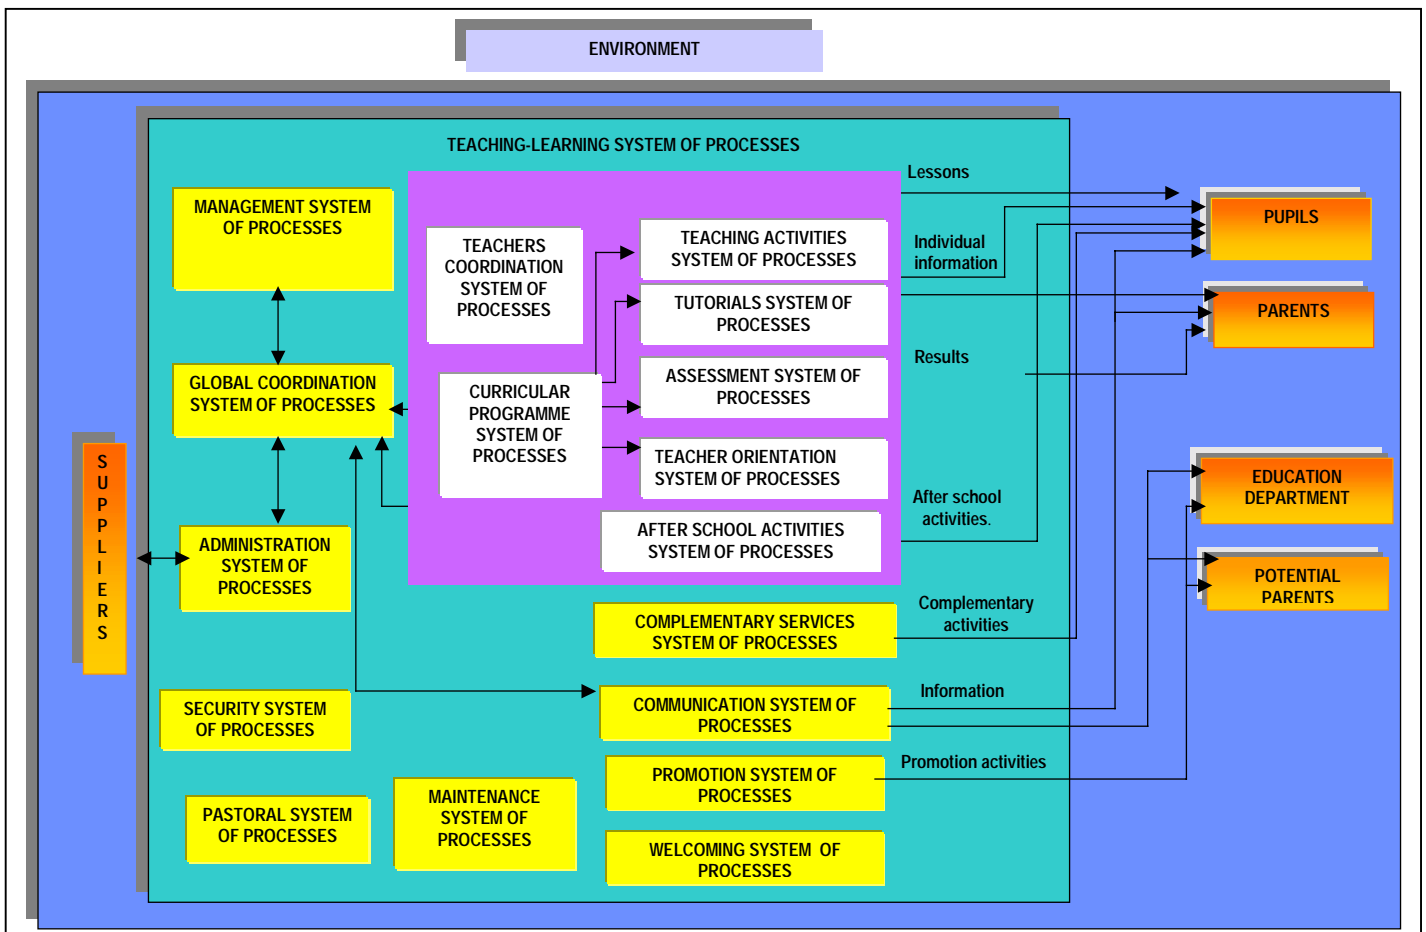 ENVIRONMENT
TEACHING-LEARNING SYSTEM OF PROCESSES
MANAGEMENT SYSTEM
OF PROCESSES
GLOBAL COORDINATION
SYSTEM OF PROCESSES
ADMINISTRATION
SYSTEM OF
PROCESSES
SECURITY SYSTEM
OF PROCESSES
PASTORAL SYSTEM
OF PROCESSES
MAINTENANCE
SYSTEM OF
PROCESSES
S
U
P
P
L
I
E
R
S
TEACHERS
COORDINATION
SYSTEM OF
PROCESSES
CURRICULAR
PROGRAMME
SYSTEM OF
PROCESSES
TEACHING ACTIVITIES
SYSTEM OF PROCESSES
TUTORIALS SYSTEM OF
PROCESSES
ASSESSMENT SYSTEM OF
PROCESSES
TEACHER ORIENTATION
SYSTEM OF PROCESSES
AFTER SCHOOL ACTIVITIES
SYSTEM OF PROCESSES
COMPLEMENTARY SERVICES
SYSTEM OF PROCESSES
COMMUNICATION SYSTEM OF
PROCESSES
PROMOTION SYSTEM OF
PROCESSES
WELCOMING SYSTEM OF
PROCESSES
Lessons
Individual
information
Results
After school
activities.
Complementary
activities
Information
Promotion activities
PUPILS
PARENTS
EDUCATION
DEPARTMENT
POTENTIAL
PARENTS